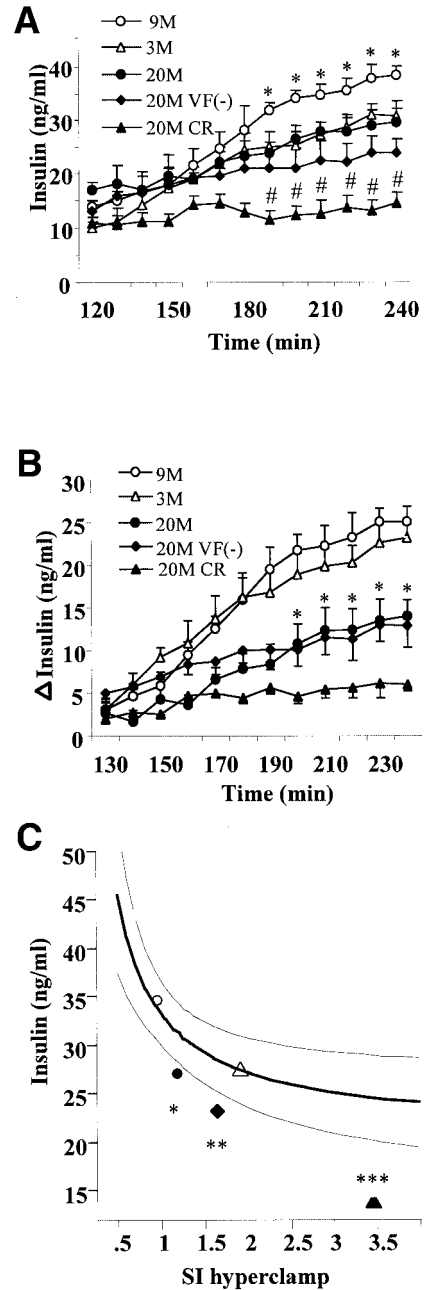 A
9M
3M
20M
20M VF(-)
20M CR
Insulin (ng/ml)
40
30
20
10
0
* * * * * *
# # # # # #
120 150 180 210 240
Time (min)
B
9M
3M
20M
20M VF(-)
20M CR
Δ Insulin (ng/ml)
30
25
20
15
10
5
0
* * * * *
130 150 170 190 210 230
Time (min)
C
Insulin (ng/ml)
50
45
40
35
30
25
20
15
*
**
***
.5 1 1.5 2 2.5 3 3.5
SI hyperclamp